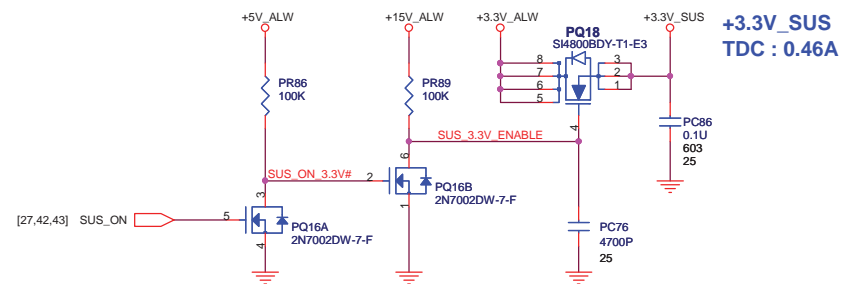 +5V_ALW
+15V_ALW
+3.3V_ALW
+3.3V_SUS
+3.3V_SUS
TDC : 0.46A
PQ18
SI4800BDY-T1-E3
8
7
6
5
3
2
1
4
PR86
100K
PR89
100K
PC86
0.1U
603
25
SUS_3.3V_ENABLE
SUS_ON_3.3V#
2
6
1
PQ16B
2N7002DW-7-F
[27,42,43]
SUS_ON
5
3
4
PQ16A
2N7002DW-7-F
PC76
4700P
25